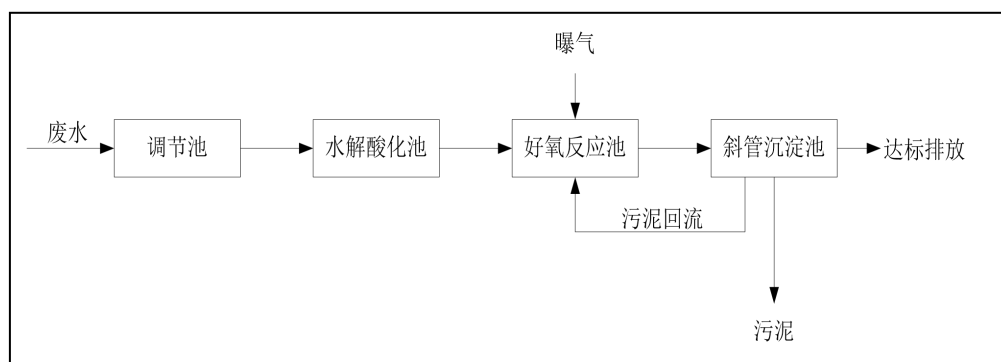 曝气
废水
调节池
水解酸化池
好氧反应池
斜管沉淀池
达标排放
污泥回流
污泥